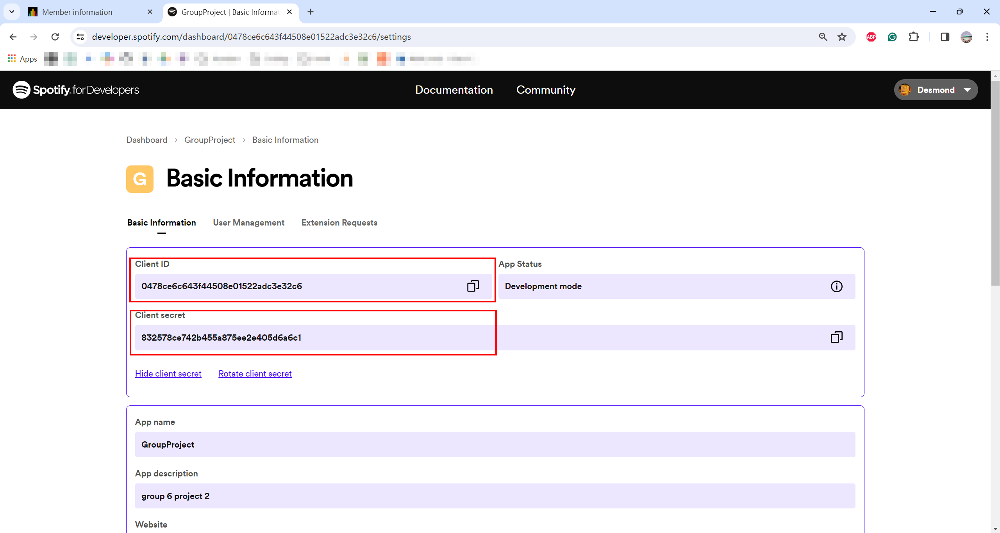 Member information
GroupProject | Basic Informat
developer.spotify.com/dashboard/0478ce6c643f44508e01522adc3e32c6/settings
ABP
Apps
Spotify for Developers
Documentation
Community
Desmond
Dashboard > GroupProject > Basic Information
G
Basic Information
Basic Information
User Management
Extension Requests
Client ID
App Status
0478ce6c643f44508e01522adc3e32c6
Development mode
Client secret
832578ce742b455a875ee2e405d6a6c1
Hide client secret
Rotate client secret
App name
GroupProject
App description
group 6 project 2
Website